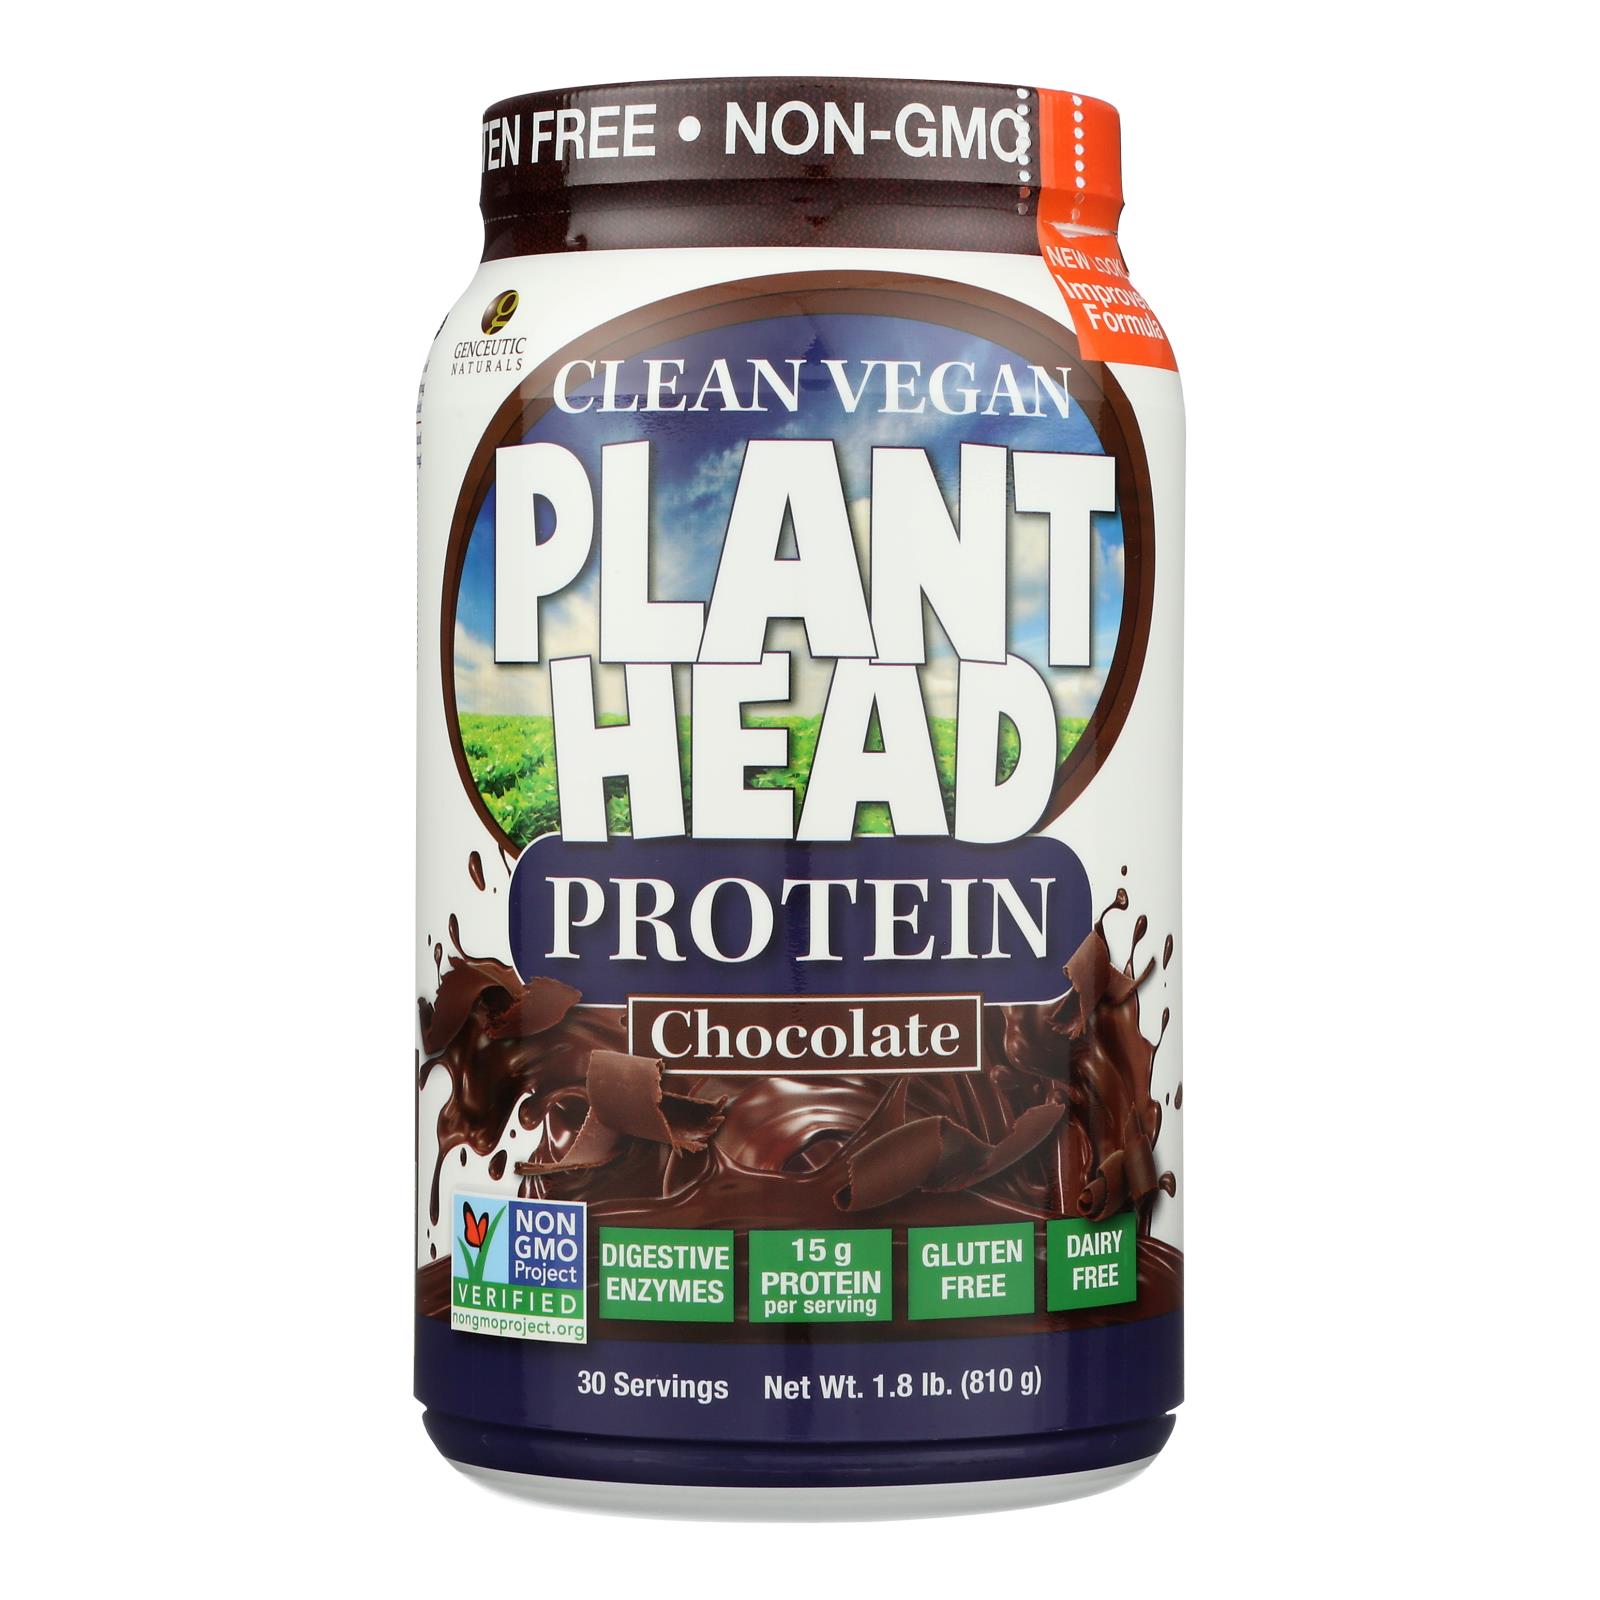 TEN FREE • NON-GMO
NEW LOOK!
Improved
Formula
g
GENCEUTIC
NATURALS
CLEAN VEGAN
PLANT
HEAD
PROTEIN
Chocolate
NON
GMO
Project
VERIFIED
nongmoproject.org
DIGESTIVE
ENZYMES
15 g
PROTEIN
per serving
GLUTEN
FREE
DAIRY
FREE
30 Servings Net Wt. 1.8 lb. (810 g)